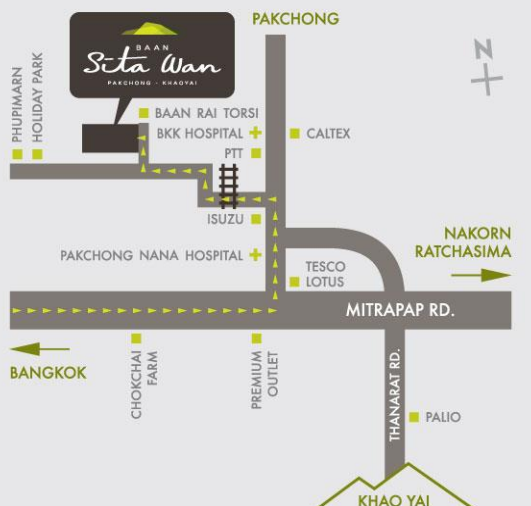 PAKCHONG
BAAN
Sita Wan
PAKCHONG - KHAOYAI
N
PHUPIMARN
HOLIDAY PARK
BAAN RAI TORSI
BKK HOSPITAL
CALTEX
PTT
ISUZU
PAKCHONG NANA HOSPITAL
NAKORN
RATCHASIMA
TESCO
LOTUS
MITRAPAP RD.
BANGKOK
CHOKCHAI
FARM
PREMIUM
OUTLET
THANARAT RD.
PALIO
KHAO YAI